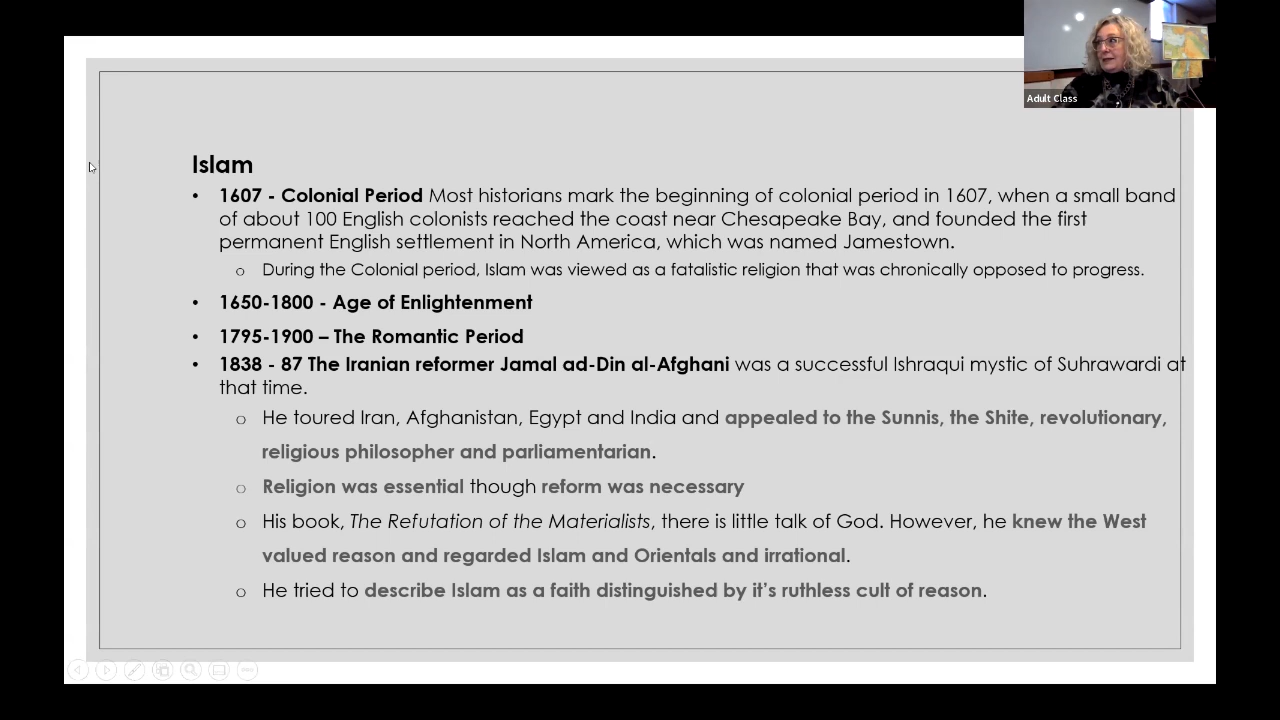 Adult Class
Islam
• 1607 - Colonial Period Most historians mark the beginning of colonial period in 1607, when a small band
of about 100 English colonists reached the coast near Chesapeake Bay, and founded the first
permanent English settlement in North America, which was named Jamestown.
o During the Colonial period, Islam was viewed as a fatalistic religion that was chronically opposed to progress.
• 1650-1800 - Age of Enlightenment
• 1795-1900 – The Romantic Period
• 1838 - 87 The Iranian reformer Jamal ad-Din al-Afghani was a successful Ishraqui mystic of Suhrawardi at
that time.
o He toured Iran, Afghanistan, Egypt and India and appealed to the Sunnis, the Shite, revolutionary,
religious philosopher and parliamentarian.
o Religion was essential though reform was necessary
o His book, The Refutation of the Materialists, there is little talk of God. However, he knew the West
valued reason and regarded Islam and Orientals and irrational.
o He tried to describe Islam as a faith distinguished by it's ruthless cult of reason.